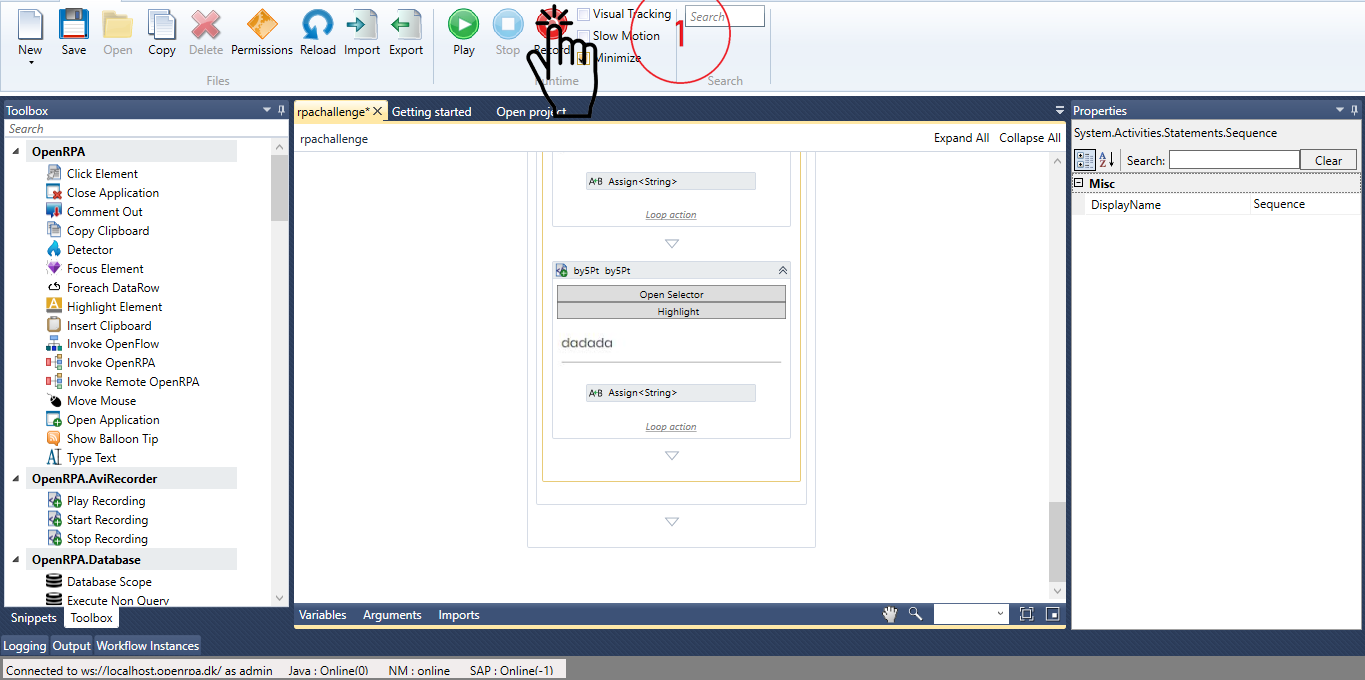 New
Save
Open
Copy
Delete
Permissions
Reload
Import
Export
Files
Play
Stop
Record
Visual Tracking
Slow Motion
Minimize
1
Search
Search
Toolbox
Search
OpenRPA
Click Element
Close Application
Comment Out
Copy Clipboard
Detector
Focus Element
Foreach DataRow
Highlight Element
Insert Clipboard
Invoke OpenFlow
Invoke OpenRPA
Invoke Remote OpenRPA
Move Mouse
Open Application
Show Balloon Tip
Type Text
OpenRPA.AviRecorder
Play Recording
Start Recording
Stop Recording
OpenRPA.Database
Database Scope
Execute Non Query
Snippets Toolbox
rpachallenge* Getting started Open project
rpachallenge
Expand All Collapse All
A+B Assign<String>
Loop action
by5Pt by5Pt
Open Selector
Highlight
dadada
A+B Assign<String>
Loop action
Variables Arguments Imports
Properties
System.Activities.Statements.Sequence
Search: Clear
Misc
DisplayName Sequence
Logging Output Workflow Instances
Connected to ws://localhost.openrpa.dk/ as admin Java : Online(0) NM : online SAP : Online(-1)